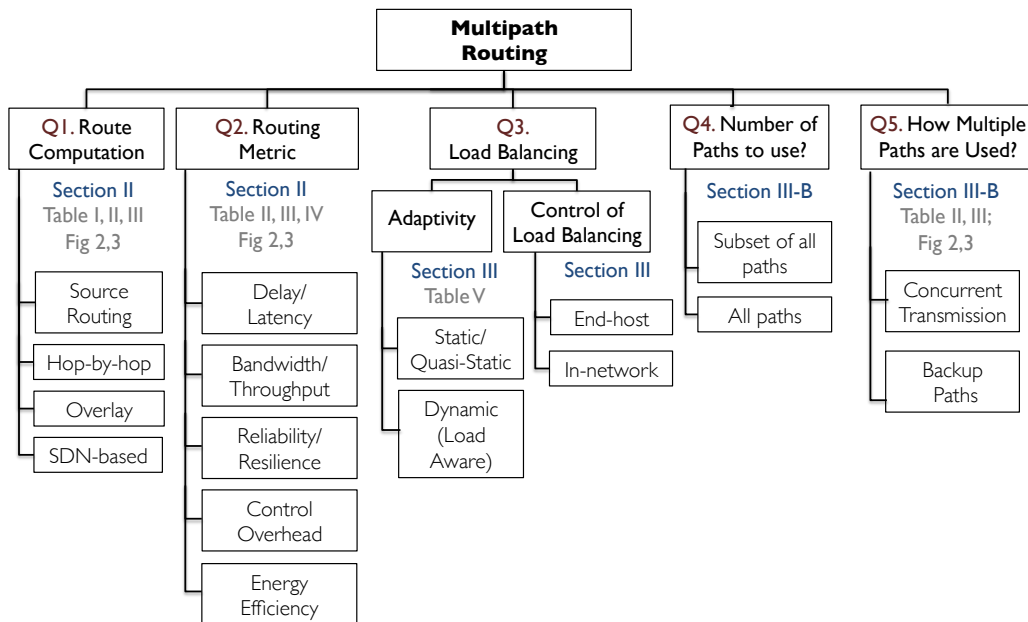 Multipath
Routing
Q1. Route
Computation
Section II
Table I, II, III
Fig 2,3
Source
Routing
Hop-by-hop
Overlay
SDN-based
Q2. Routing
Metric
Section II
Table II, III, IV
Fig 2,3
Delay/
Latency
Bandwidth/
Throughput
Reliability/
Resilience
Control
Overhead
Energy
Efficiency
Q3.
Load Balancing
Adaptivity
Section III
Table V
Static/
Quasi-Static
Dynamic
(Load
Aware)
Control of
Load Balancing
Section III
End-host
In-network
Q4. Number of
Paths to use?
Section III-B
Subset of all
paths
All paths
Q5. How Multiple
Paths are Used?
Section III-B
Table II, III;
Fig 2,3
Concurrent
Transmission
Backup
Paths